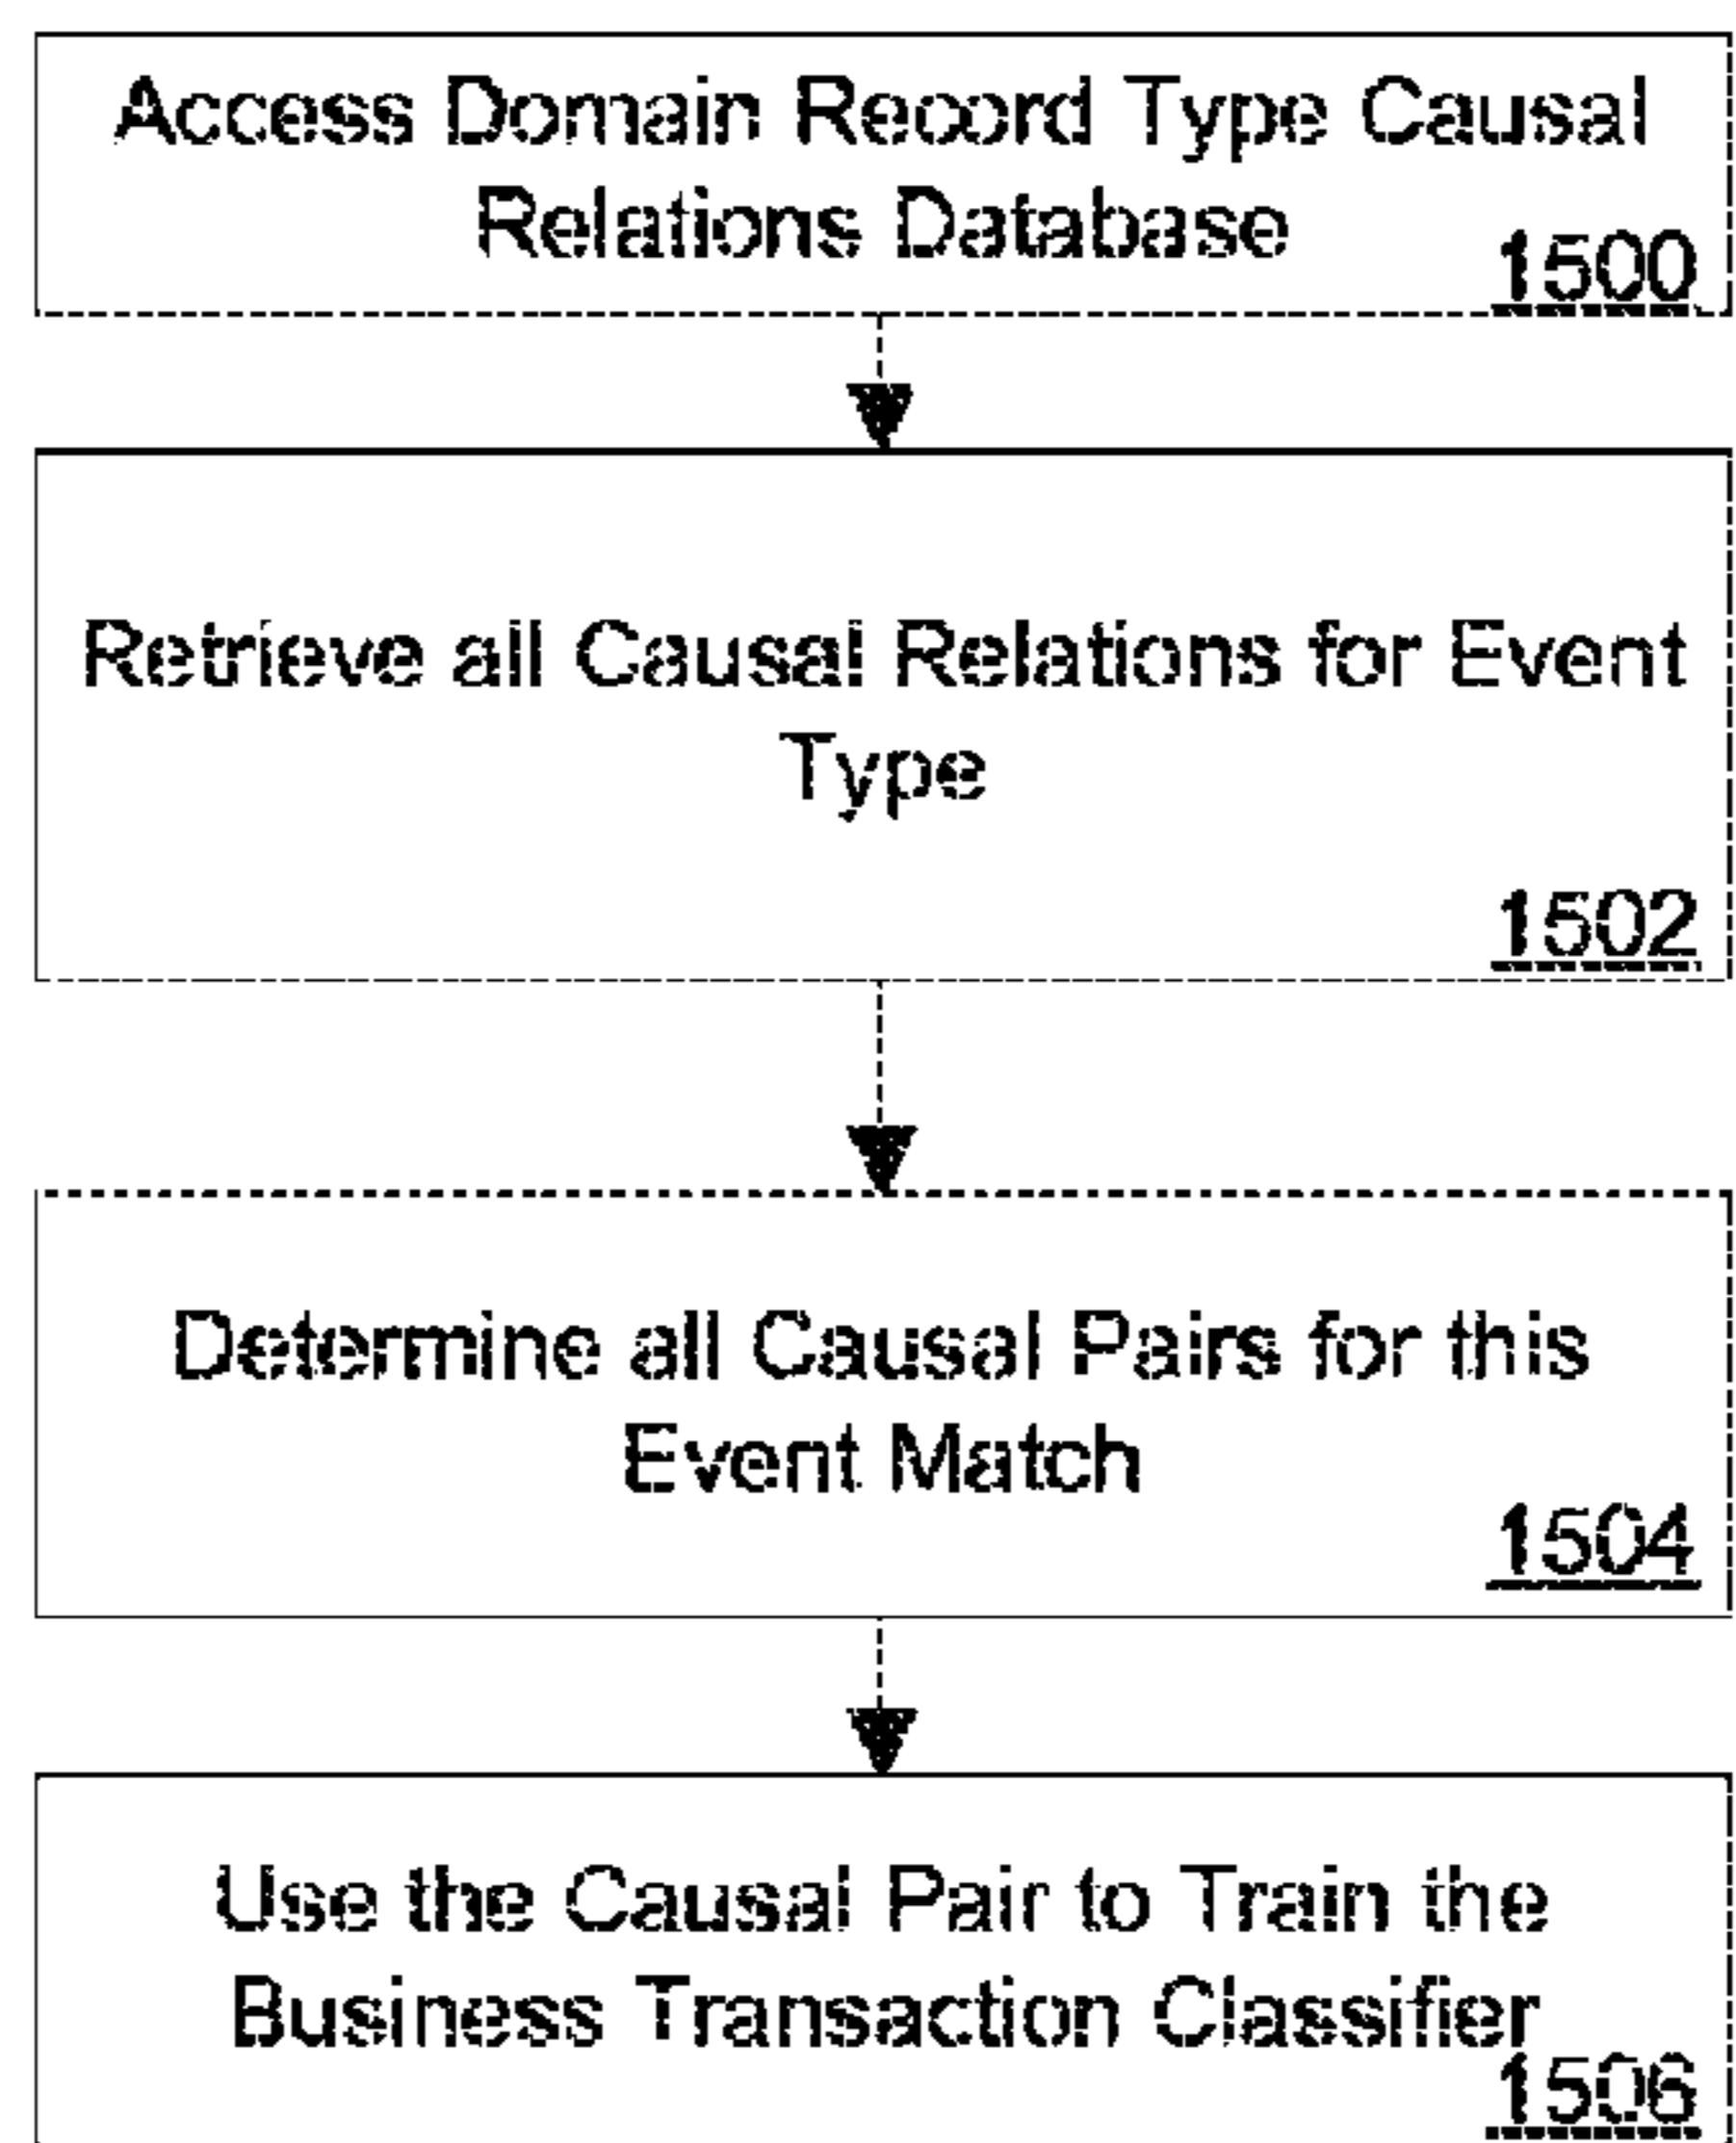 Access Domain Record Type Causal
Relations Database
1500
Retrieve all Causal Relations for Event
Type
1502
Determine all Causal Pairs for this
Event Match
1504
Use the Causal Pair to Train the
Business Transaction Classifier
1506